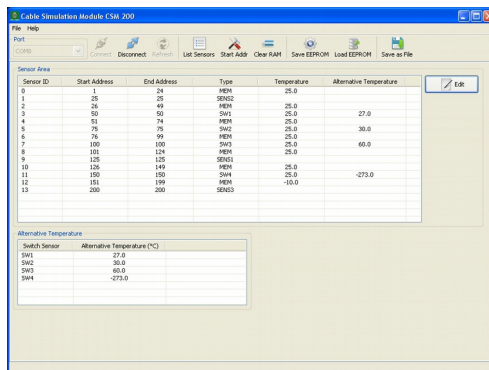 Cable Simulation Module CSM 200
File Help
Port
COM8
Connect Disconnect Refresh List Sensors Start Addr Clear RAM Save EEPROM Load EEPROM Save as File
Sensor Area
Sensor ID Start Address End Address Type Temperature Alternative Temperature
0 1 24 MEM 25.0
1 25 25 SENS2
2 26 49 MEM 25.0
3 50 50 SW1 25.0 27.0
4 51 74 MEM 25.0
5 75 75 SW2 25.0 30.0
6 76 99 MEM 25.0
7 100 100 SW3 25.0 60.0
8 101 124 MEM 25.0
9 125 125 SENS1
10 126 149 MEM 25.0
11 150 150 SW4 25.0 -273.0
12 151 199 MEM -10.0
13 200 200 SENS3
Edit
Alternative Temperature
Switch Sensor Alternative Temperature (°C)
SW1 27.0
SW2 30.0
SW3 60.0
SW4 -273.0